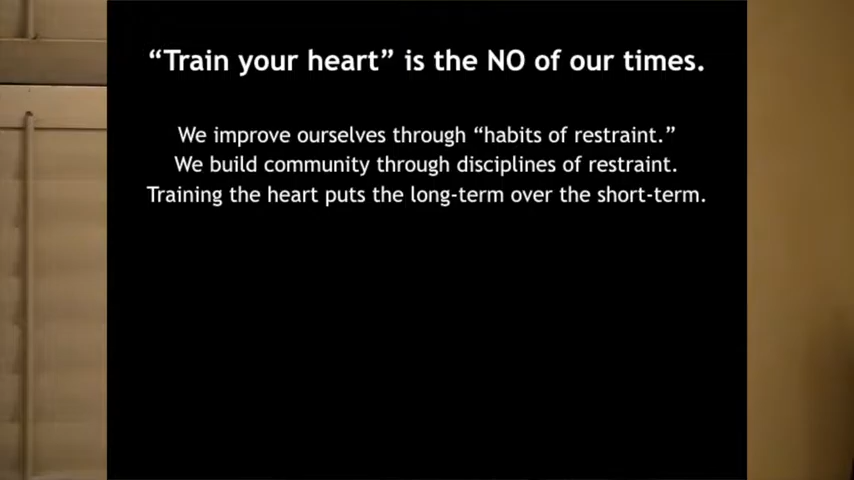 “Train your heart” is the NO of our times.
We improve ourselves through “habits of restraint.”
We build community through disciplines of restraint.
Training the heart puts the long-term over the short-term.